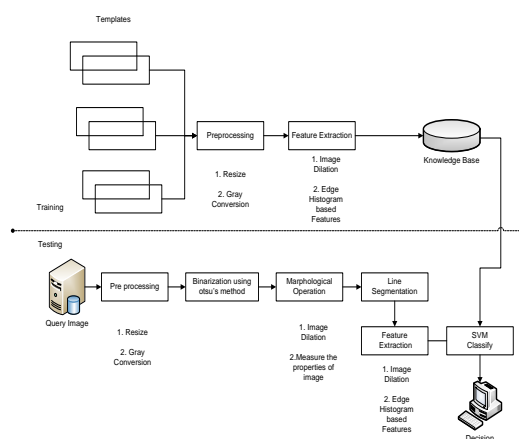 Templates
Preprocessing
Feature Extraction
Knowledge Base
1. Resize
2. Gray
Conversion
1. Image
Dilation
2. Edge
Histogram
based
Features
Training
Testing
Query Image
Pre processing
Binarization using
otsu's method
Marphological
Operation
Line
Segmentation
1. Resize
2. Gray
Conversion
1. Image
Dilation
2.Measure the
properties of
image
Feature
Extraction
SVM
Classify
1. Image
Dilation
2. Edge
Histogram
based
Features
Decision